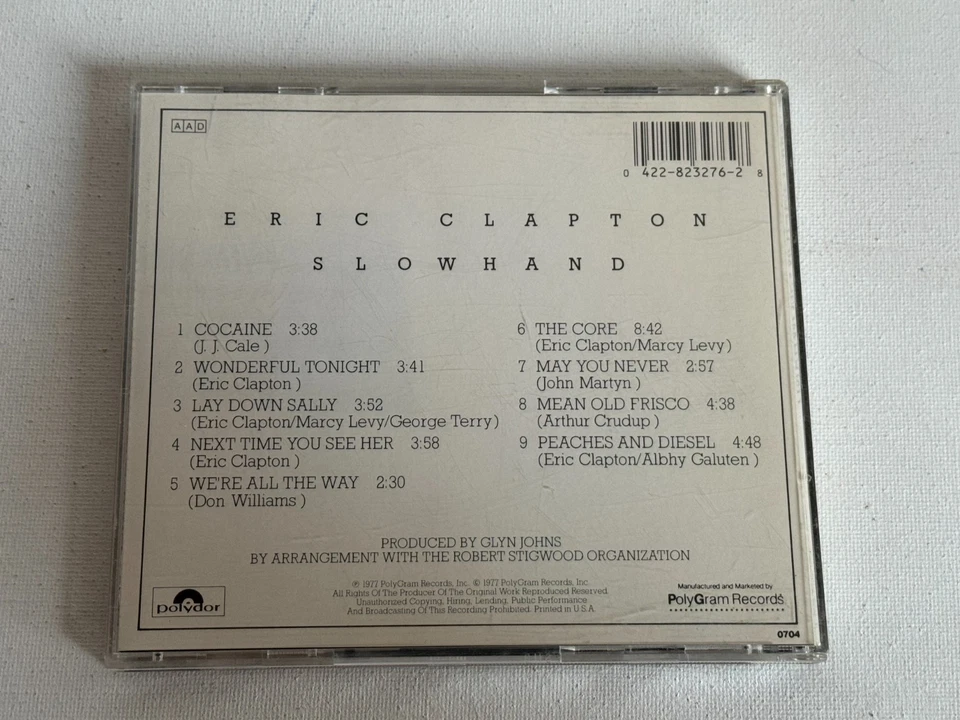 AAD
0 422-823276-2 8
ERIC CLAPTON
SLOWHAND
1 COCAINE 3:38
(J. J. Cale )
2 WONDERFUL TONIGHT 3:41
(Eric Clapton )
3 LAY DOWN SALLY 3:52
(Eric Clapton/Marcy Levy/George Terry)
4 NEXT TIME YOU SEE HER 3:58
(Eric Clapton )
5 WE'RE ALL THE WAY 2:30
(Don Williams )
6 THE CORE 8:42
(Eric Clapton/Marcy Levy)
7 MAY YOU NEVER 2:57
(John Martyn )
8 MEAN OLD FRISCO 4:38
(Arthur Crudup )
9 PEACHES AND DIESEL 4:48
(Eric Clapton/Albhy Galuten )
PRODUCED BY GLYN JOHNS
BY ARRANGEMENT WITH THE ROBERT STIGWOOD ORGANIZATION
℗ 1977 PolyGram Records, Inc. © 1977 PolyGram Records, Inc.
All Rights Of The Producer Of The Original Work Reproduced Reserved.
Unauthorized Copying, Hiring, Lending, Public Performance
And Broadcasting Of This Recording Prohibited. Printed in U.S.A.
polydor
Manufactured and Marketed by
PolyGram Records
0704